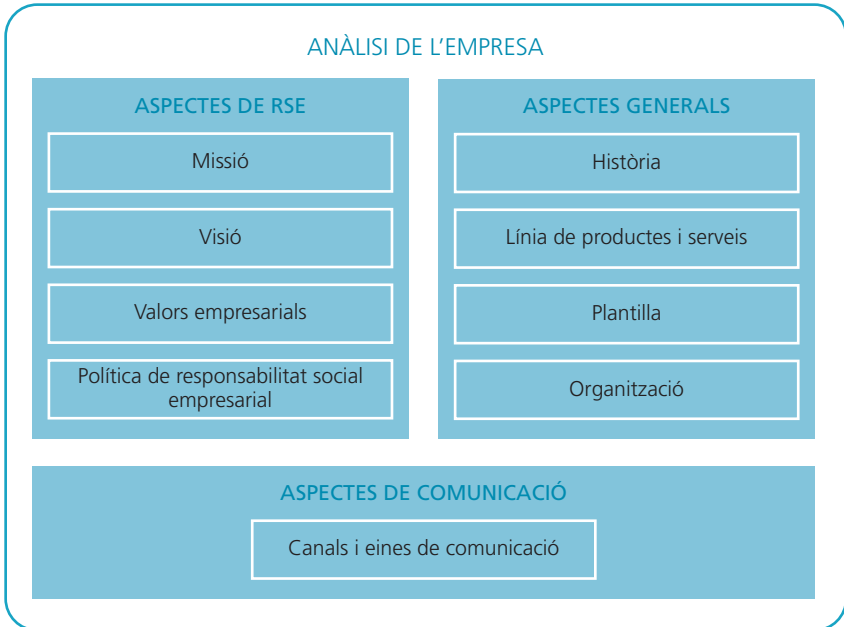 ANÀLISI DE L'EMPRESA
ASPECTES DE RSE
Missió
Visió
Valors empresarials
Política de responsabilitat social
empresarial
ASPECTES GENERALS
Història
Línia de productes i serveis
Plantilla
Organització
ASPECTES DE COMUNICACIÓ
Canals i eines de comunicació